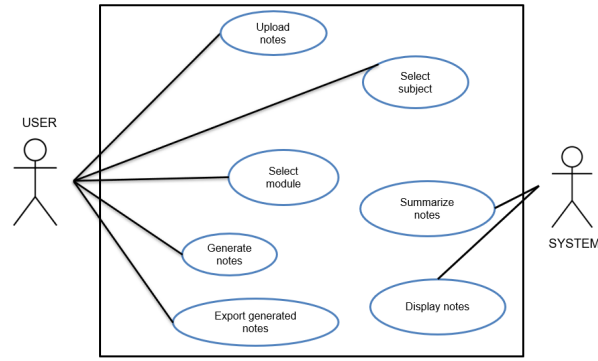 Upload
notes
Select
subject
USER
Select
module
Summarize
notes
SYSTEM
Generate
notes
Export generated
notes
Display notes